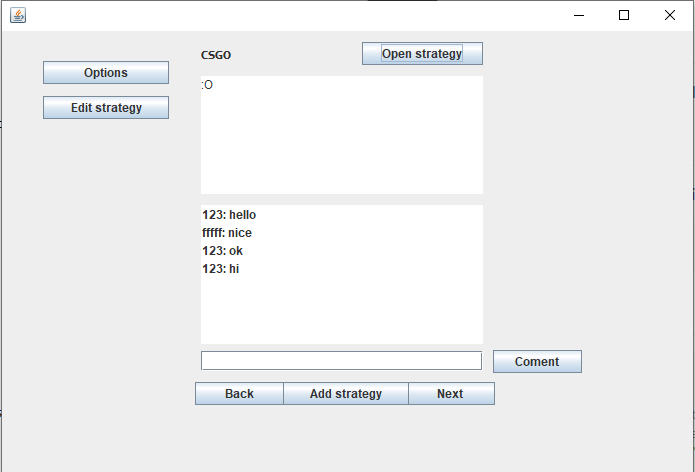 CSGO
Open strategy
Options
Edit strategy
:O
123: hello
fffff: nice
123: ok
123: hi
Coment
Back
Add strategy
Next